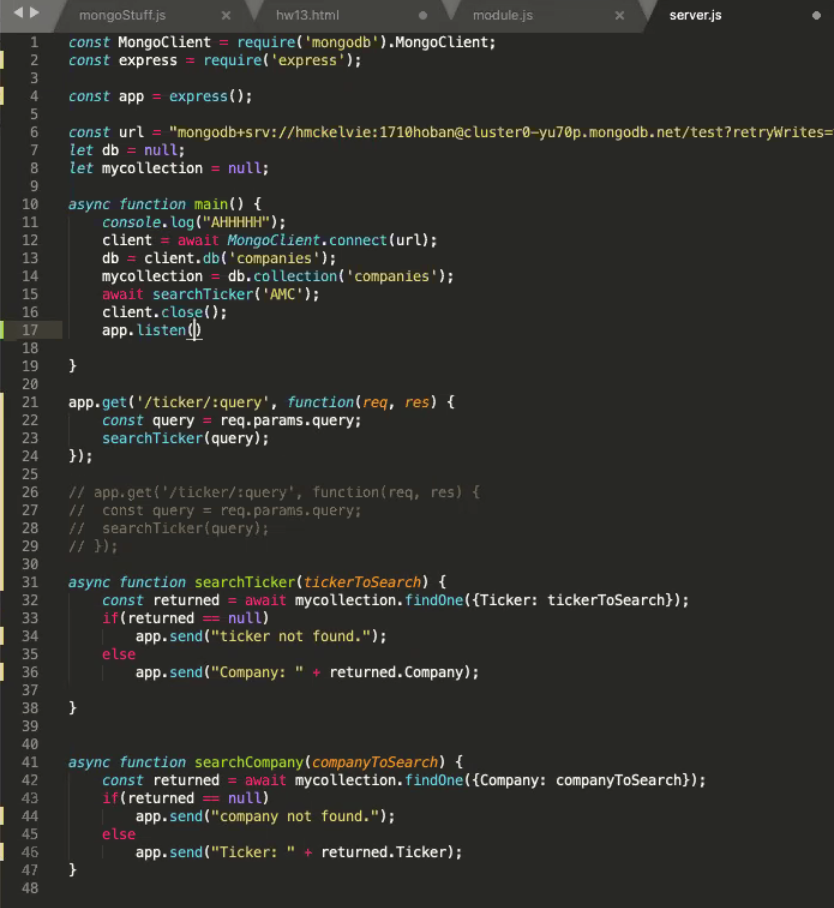 mongoStuff.js × hw13.html module.js × server.js
1 const MongoClient = require('mongodb').MongoClient;
2 const express = require('express');
3
4 const app = express();
5
6 const url = "mongodb+srv://hmckelvie:1710hoban@cluster0-yu70p.mongodb.net/test?retryWrites=
7 let db = null;
8 let mycollection = null;
9
10 async function main() {
11 console.log("AHHHHH");
12 client = await MongoClient.connect(url);
13 db = client.db('companies');
14 mycollection = db.collection('companies');
15 await searchTicker('AMC');
16 client.close();
17 app.listen()
18
19 }
20
21 app.get('/ticker/:query', function(req, res) {
22 const query = req.params.query;
23 searchTicker(query);
24 });
25
26 // app.get('/ticker/:query', function(req, res) {
27 // const query = req.params.query;
28 // searchTicker(query);
29 // });
30
31 async function searchTicker(tickerToSearch) {
32 const returned = await mycollection.findOne({Ticker: tickerToSearch});
33 if(returned == null)
34 app.send("ticker not found.");
35 else
36 app.send("Company: " + returned.Company);
37
38 }
39
40
41 async function searchCompany(companyToSearch) {
42 const returned = await mycollection.findOne({Company: companyToSearch});
43 if(returned == null)
44 app.send("company not found.");
45 else
46 app.send("Ticker: " + returned.Ticker);
47 }
48